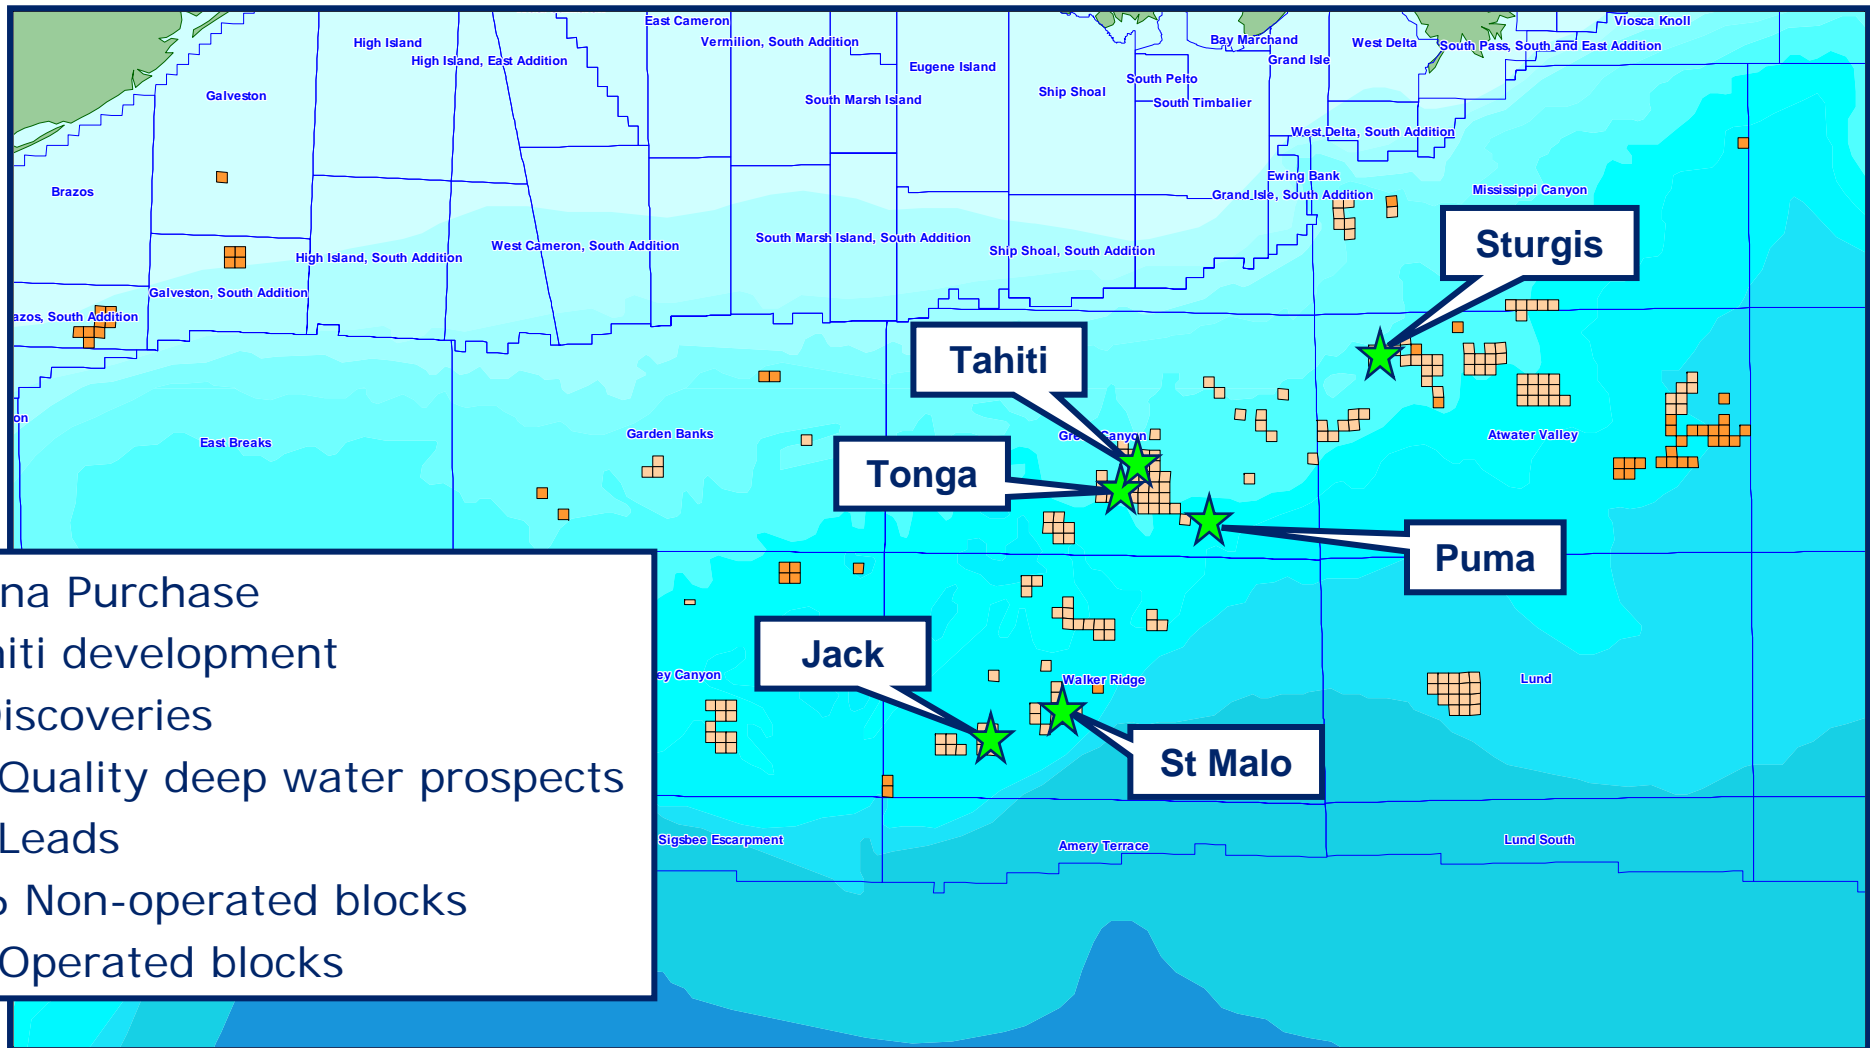 East Cameron
Viosca Knoll
High Island
Vermilion, South Addition
Bay Marchand
West Delta
South Pass, South and East Addition
High Island, East Addition
Eugene Island
Grand Isle
South Pelto
Galveston
South Marsh Island
Ship Shoal
South Timbalier
West Delta, South Addition
Brazos
Ewing Bank
Mississippi Canyon
Grand Isle, South Addition
South Marsh Island, South Addition
West Cameron, South Addition
Ship Shoal, South Addition
Sturgis
High Island, South Addition
Galveston, South Addition
azos, South Addition
Tahiti
on
East Breaks
Garden Banks
Green Canyon
Atwater Valley
Tonga
Puma
na Purchase
iti development
Discoveries
Quality deep water prospects
Leads
Non-operated blocks
Operated blocks
Jack
ey Canyon
Walker Ridge
Lund
St Malo
Sigsbee Escarpment
Amery Terrace
Lund South